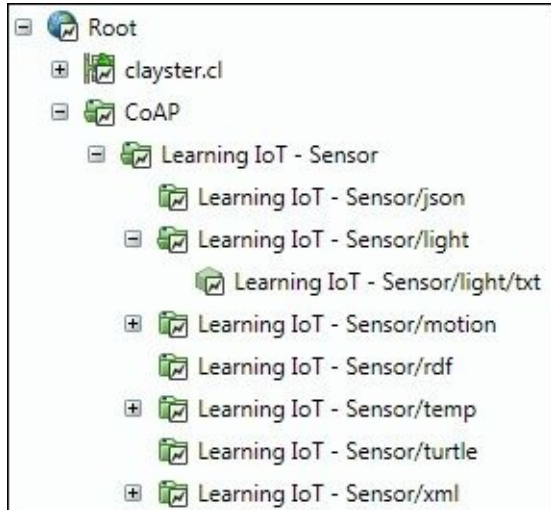 Root
clayster.cl
CoAP
Learning IoT - Sensor
Learning IoT - Sensor/json
Learning IoT - Sensor/light
Learning IoT - Sensor/light/txt
Learning IoT - Sensor/motion
Learning IoT - Sensor/rdf
Learning IoT - Sensor/temp
Learning IoT - Sensor/turtle
Learning IoT - Sensor/xml